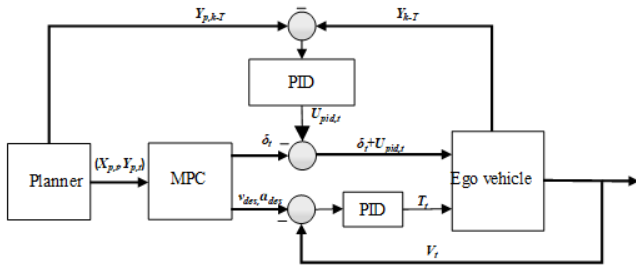 Y_{p,k-T} − Y_{k-T}
PID
U_{pid,t}
δ_t − δ_t+U_{pid,t}
Planner (X_{p,t}, Y_{p,t}) MPC Ego vehicle
v_{des}, a_{des} PID T_t
−
V_t